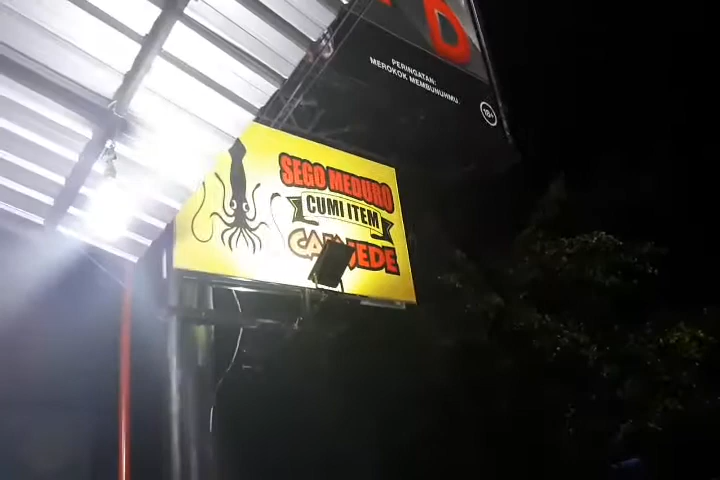 D
PERINGATAN:
MEROKOK MEMBUNUHMU
18+
SEGO MEDURO
CUMI ITEM